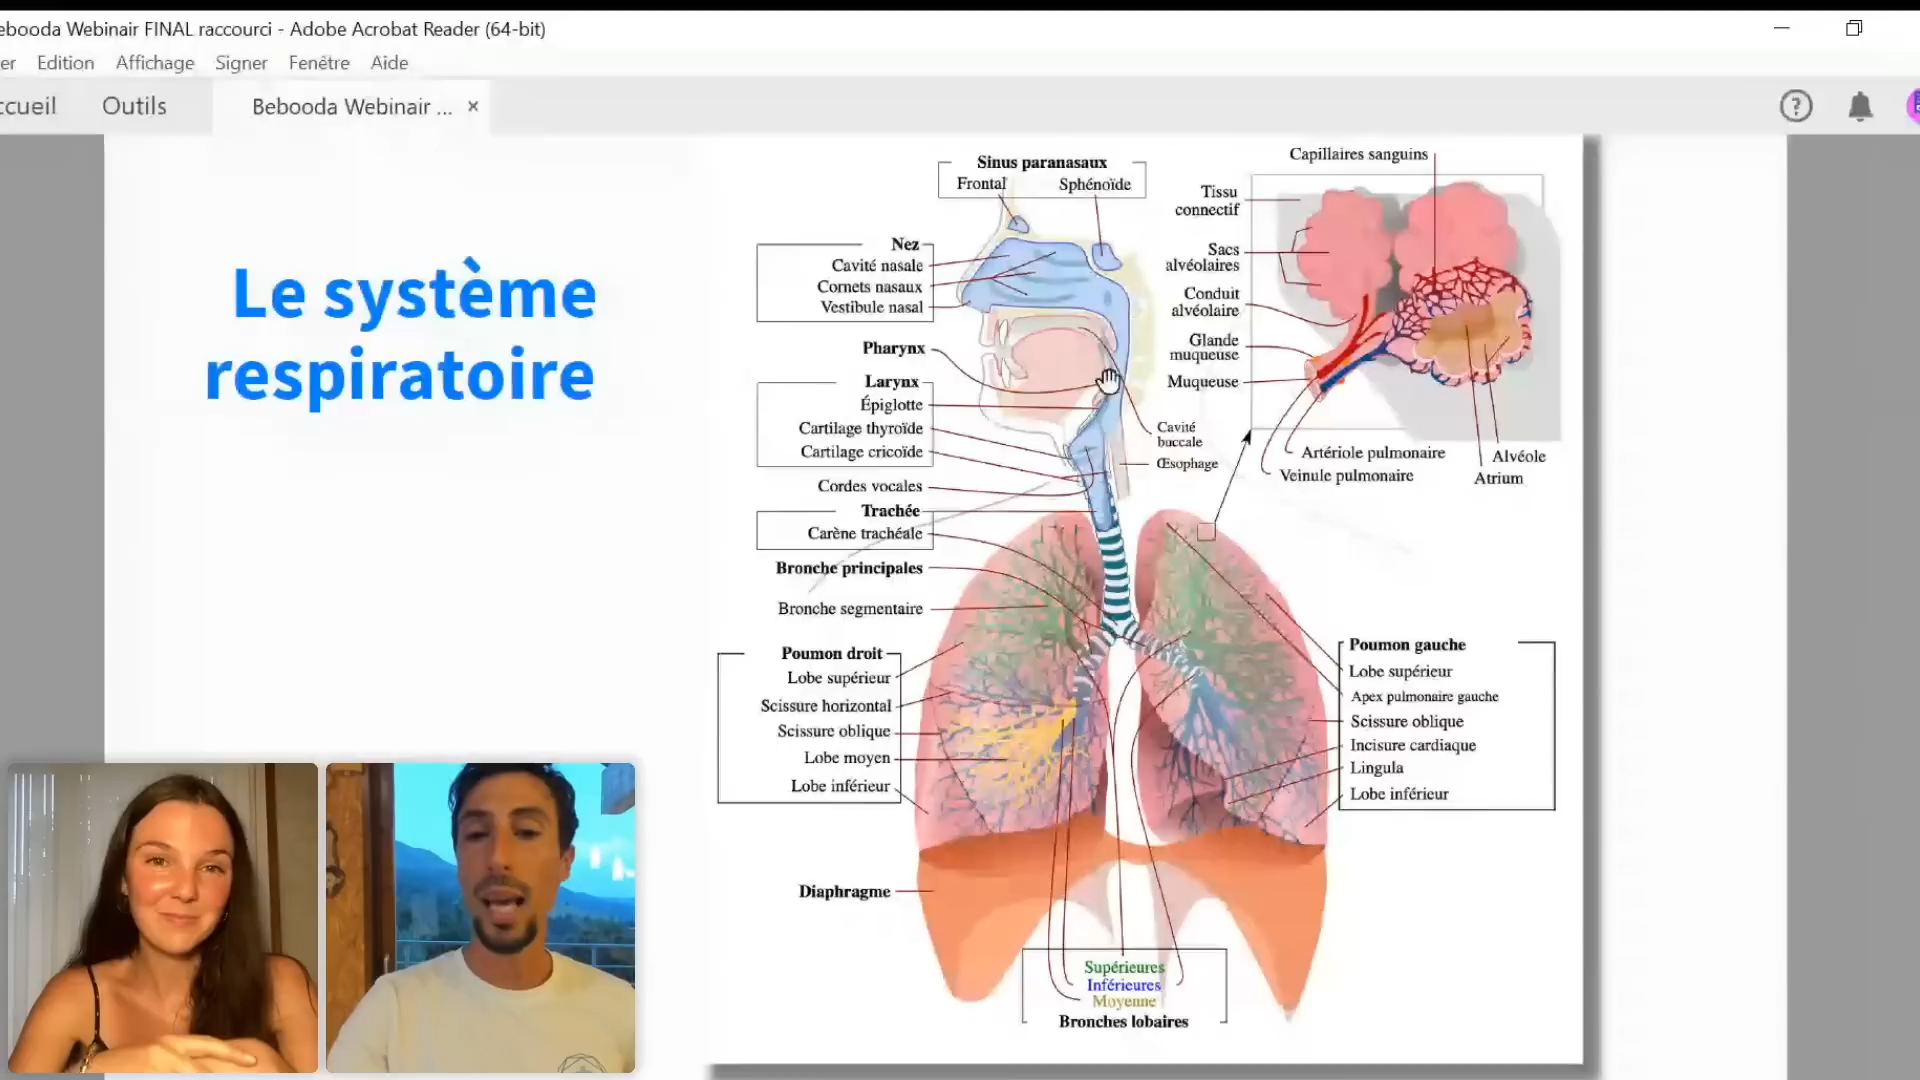 ebooda Webinair FINAL raccourci - Adobe Acrobat Reader (64-bit)
er Edition Affichage Signer Fenêtre Aide
ccueil Outils Bebooda Webinair ... ×
Le système
respiratoire
Sinus paranasaux
Frontal Sphénoïde
Nez
Cavité nasale
Cornets nasaux
Vestibule nasal
Pharynx
Larynx
Épiglotte
Cartilage thyroïde
Cartilage cricoïde
Cordes vocales
Trachée
Carène trachéale
Bronche principales
Bronche segmentaire
Poumon droit
Lobe supérieur
Scissure horizontal
Scissure oblique
Lobe moyen
Lobe inférieur
Diaphragme
Capillaires sanguins
Tissu
connectif
Sacs
alvéolaires
Conduit
alvéolaire
Glande
muqueuse
Muqueuse
Cavité
buccale
Œsophage
Artériole pulmonaire
Veinule pulmonaire
Alvéole
Atrium
Poumon gauche
Lobe supérieur
Apex pulmonaire gauche
Scissure oblique
Incisure cardiaque
Lingula
Lobe inférieur
Supérieures
Inférieures
Moyenne
Bronches lobaires